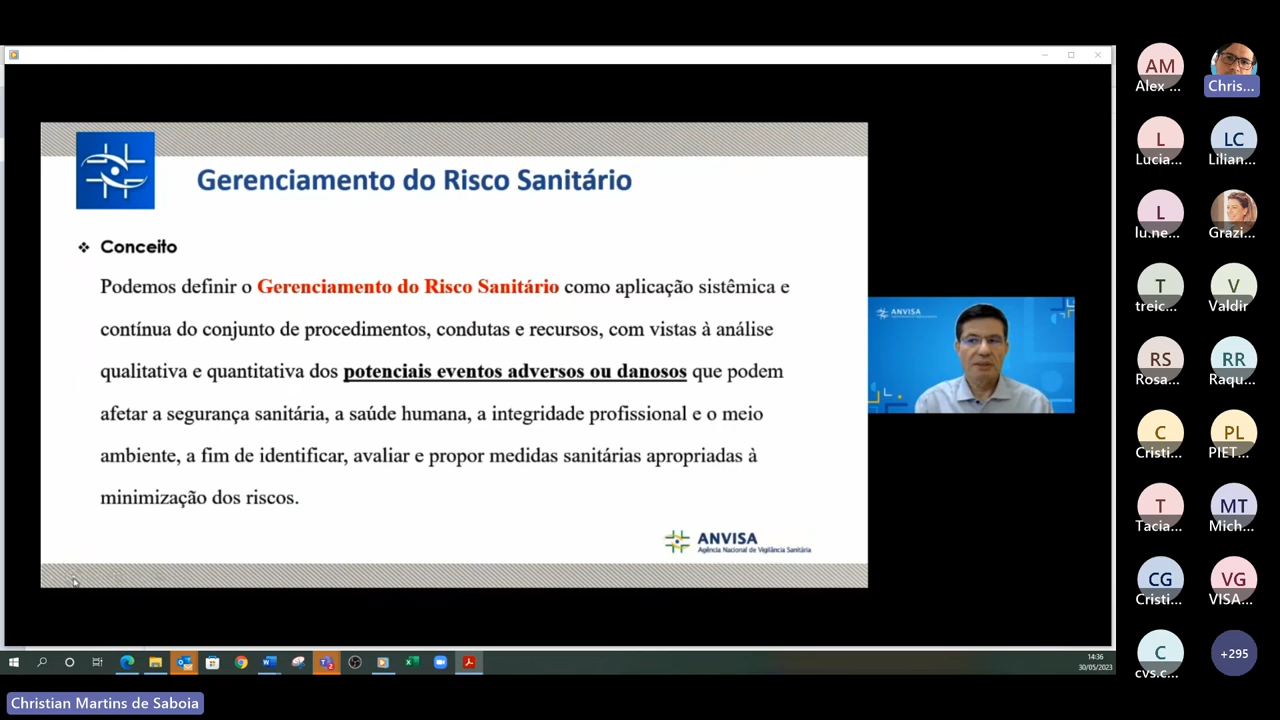 Gerenciamento do Risco Sanitário
Conceito
Podemos definir o Gerenciamento do Risco Sanitário como aplicação sistêmica e
contínua do conjunto de procedimentos, condutas e recursos, com vistas à análise
qualitativa e quantitativa dos potenciais eventos adversos ou danosos que podem
afetar a segurança sanitária, a saúde humana, a integridade profissional e o meio
ambiente, a fim de identificar, avaliar e propor medidas sanitárias apropriadas à
minimização dos riscos.
ANVISA
Agência Nacional de Vigilância Sanitária
ANVISA
AM
Alex ...
Chris...
L
Lucia...
LC
Lilian...
L
lu.ne...
Grazi...
T
treic...
V
Valdir
RS
Rosa...
RR
Raqu...
C
Cristi...
PL
PIET...
T
Tacia...
MT
Mich...
CG
Cristi...
VG
VISA...
C
cvs.c...
+295
14:36
30/05/2023
Christian Martins de Saboia